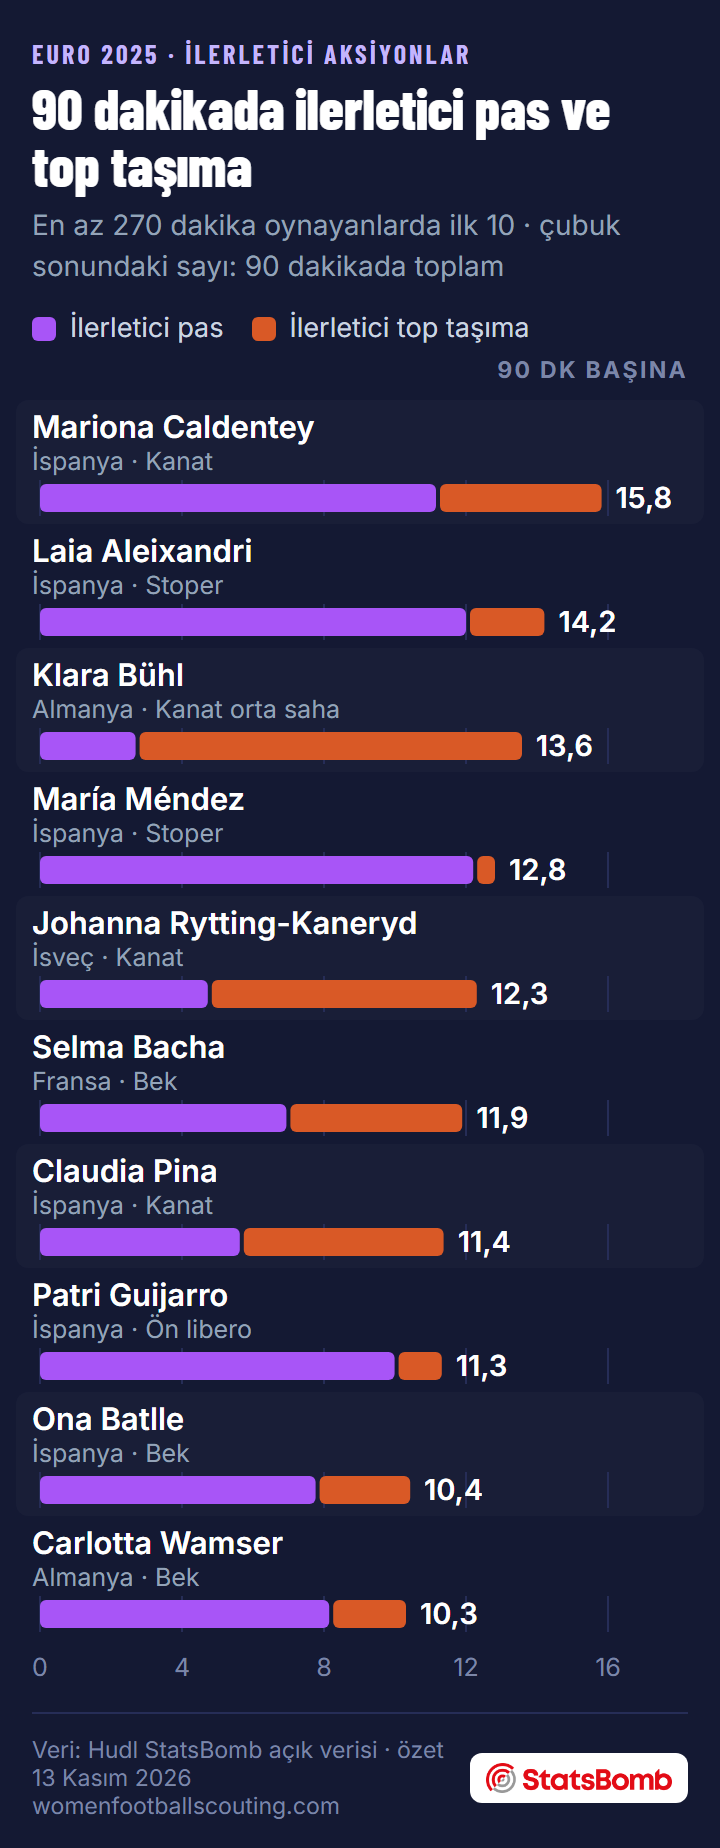 EURO 2025 · İLERLETİCİ AKSİYONLAR
90 dakikada ilerletici pas ve
top taşıma
En az 270 dakika oynayanlarda ilk 10 · çubuk
sonundaki sayı: 90 dakikada toplam
İlerletici pas İlerletici top taşıma
90 DK BAŞINA
Mariona Caldentey
İspanya · Kanat
15,8
Laia Aleixandri
İspanya · Stoper
14,2
Klara Bühl
Almanya · Kanat orta saha
13,6
María Méndez
İspanya · Stoper
12,8
Johanna Rytting-Kaneryd
İsveç · Kanat
12,3
Selma Bacha
Fransa · Bek
11,9
Claudia Pina
İspanya · Kanat
11,4
Patri Guijarro
İspanya · Ön libero
11,3
Ona Batlle
İspanya · Bek
10,4
Carlotta Wamser
Almanya · Bek
10,3
0 4 8 12 16
Veri: Hudl StatsBomb açık verisi · özet
13 Kasım 2026
womenfootballscouting.com
StatsBomb